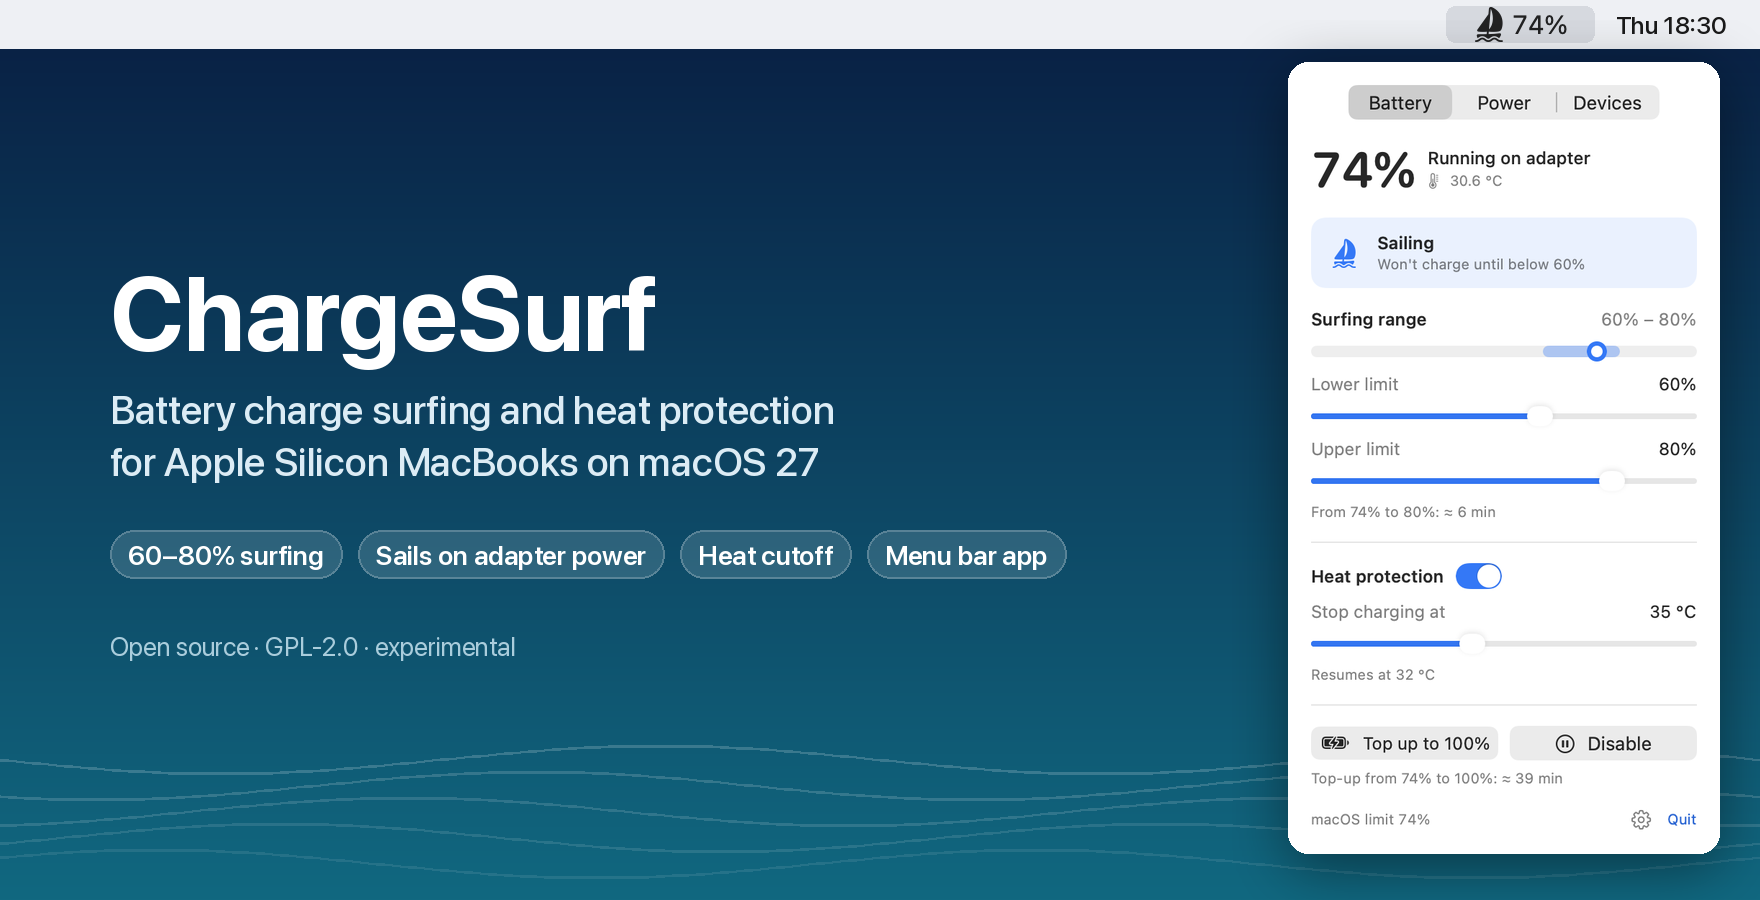 74% Thu 18:30
ChargeSurf
Battery charge surfing and heat protection
for Apple Silicon MacBooks on macOS 27
60–80% surfing
Sails on adapter power
Heat cutoff
Menu bar app
Open source · GPL-2.0 · experimental
Battery Power Devices
74%
Running on adapter
30.6 °C
Sailing
Won't charge until below 60%
Surfing range 60% – 80%
Lower limit 60%
Upper limit 80%
From 74% to 80%: ≈ 6 min
Heat protection
Stop charging at 35 °C
Resumes at 32 °C
Top up to 100% Disable
Top-up from 74% to 100%: ≈ 39 min
macOS limit 74% Quit